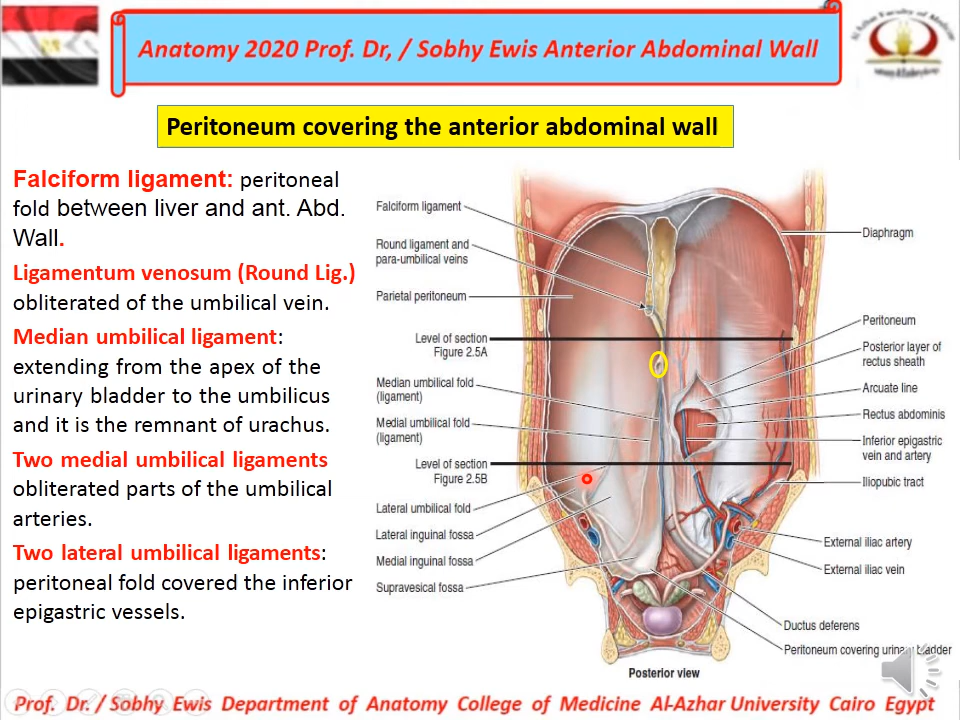 Anatomy 2020 Prof. Dr, / Sobhy Ewis Anterior Abdominal Wall
Peritoneum covering the anterior abdominal wall
Falciform ligament: peritoneal
fold between liver and ant. Abd.
Wall.
Ligamentum venosum (Round Lig.)
obliterated of the umbilical vein.
Median umbilical ligament:
extending from the apex of the
urinary bladder to the umbilicus
and it is the remnant of urachus.
Two medial umbilical ligaments
obliterated parts of the umbilical
arteries.
Two lateral umbilical ligaments:
peritoneal fold covered the inferior
epigastric vessels.
Falciform ligament
Round ligament and
para-umbilical veins
Parietal peritoneum
Level of section
Figure 2.5A
Median umbilical fold
(ligament)
Medial umbilical fold
(ligament)
Level of section
Figure 2.5B
Lateral umbilical fold
Lateral inguinal fossa
Medial inguinal fossa
Supravesical fossa
Diaphragm
Peritoneum
Posterior layer of
rectus sheath
Arcuate line
Rectus abdominis
Inferior epigastric
vein and artery
Iliopubic tract
External iliac artery
External iliac vein
Ductus deferens
Peritoneum covering urinary bladder
Posterior view
Prof. Dr. / Sobhy Ewis Department of Anatomy College of Medicine Al-Azhar University Cairo Egypt